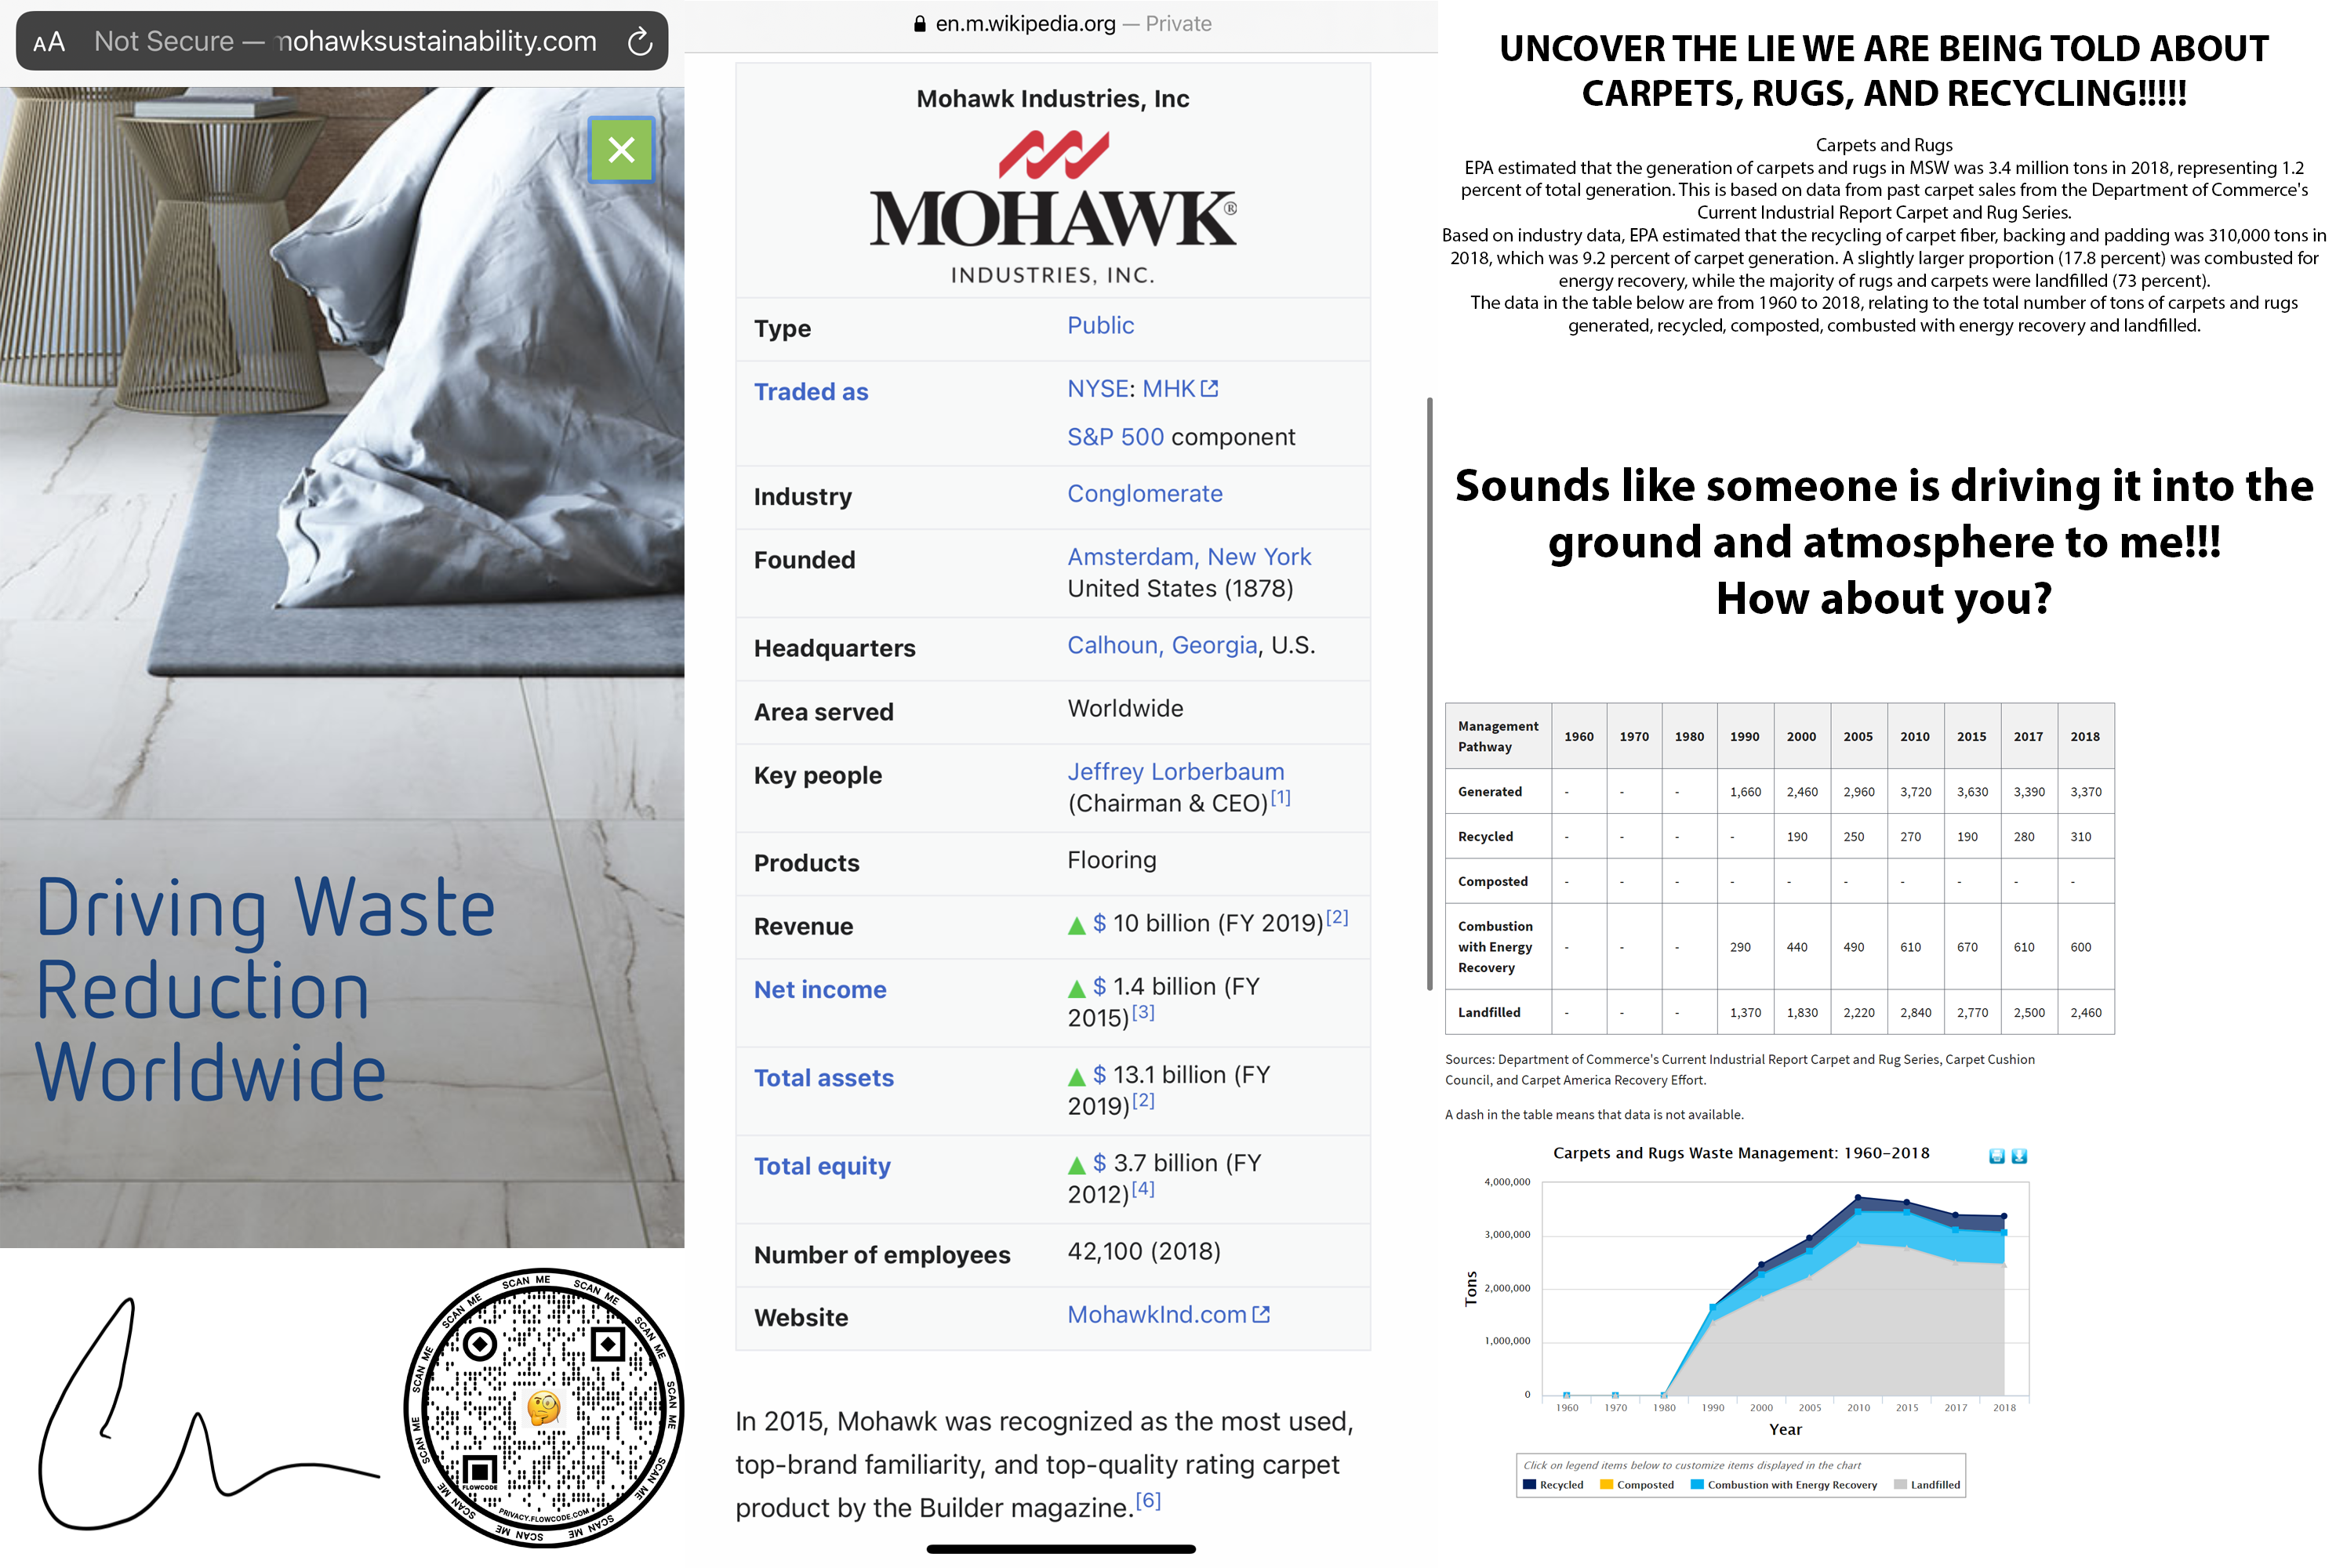 AA Not Secure — mohawksustainability.com
Driving Waste
Reduction
Worldwide
SCAN ME SCAN ME SCAN ME SCAN ME SCAN ME SCAN ME SCAN ME SCAN ME SCAN ME SCAN ME SCAN ME
FLOWCODE
PRIVACY.FLOWCODE.COM
en.m.wikipedia.org — Private
Mohawk Industries, Inc
MOHAWK®
INDUSTRIES, INC.
Type Public
Traded as NYSE: MHK
S&P 500 component
Industry Conglomerate
Founded Amsterdam, New York
United States (1878)
Headquarters Calhoun, Georgia, U.S.
Area served Worldwide
Key people Jeffrey Lorberbaum
(Chairman & CEO)[1]
Products Flooring
Revenue ▲ $ 10 billion (FY 2019)[2]
Net income ▲ $ 1.4 billion (FY
2015)[3]
Total assets ▲ $ 13.1 billion (FY
2019)[2]
Total equity ▲ $ 3.7 billion (FY
2012)[4]
Number of employees 42,100 (2018)
Website MohawkInd.com
In 2015, Mohawk was recognized as the most used,
top-brand familiarity, and top-quality rating carpet
product by the Builder magazine.[6]
UNCOVER THE LIE WE ARE BEING TOLD ABOUT
CARPETS, RUGS, AND RECYCLING!!!!!
Carpets and Rugs
EPA estimated that the generation of carpets and rugs in MSW was 3.4 million tons in 2018, representing 1.2
percent of total generation. This is based on data from past carpet sales from the Department of Commerce's
Current Industrial Report Carpet and Rug Series.
Based on industry data, EPA estimated that the recycling of carpet fiber, backing and padding was 310,000 tons in
2018, which was 9.2 percent of carpet generation. A slightly larger proportion (17.8 percent) was combusted for
energy recovery, while the majority of rugs and carpets were landfilled (73 percent).
The data in the table below are from 1960 to 2018, relating to the total number of tons of carpets and rugs
generated, recycled, composted, combusted with energy recovery and landfilled.
Sounds like someone is driving it into the
ground and atmosphere to me!!!
How about you?
Management
Pathway 1960 1970 1980 1990 2000 2005 2010 2015 2017 2018
Generated - - - 1,660 2,460 2,960 3,720 3,630 3,390 3,370
Recycled - - - - 190 250 270 190 280 310
Composted - - - - - - - - - -
Combustion
with Energy
Recovery - - - 290 440 490 610 670 610 600
Landfilled - - - 1,370 1,830 2,220 2,840 2,770 2,500 2,460
Sources: Department of Commerce's Current Industrial Report Carpet and Rug Series, Carpet Cushion
Council, and Carpet America Recovery Effort.
A dash in the table means that data is not available.
Carpets and Rugs Waste Management: 1960–2018
4,000,000
3,000,000
2,000,000
1,000,000
0
Tons
1960 1970 1980 1990 2000 2005 2010 2015 2017 2018
Year
Click on legend items below to customize items displayed in the chart
Recycled Composted Combustion with Energy Recovery Landfilled